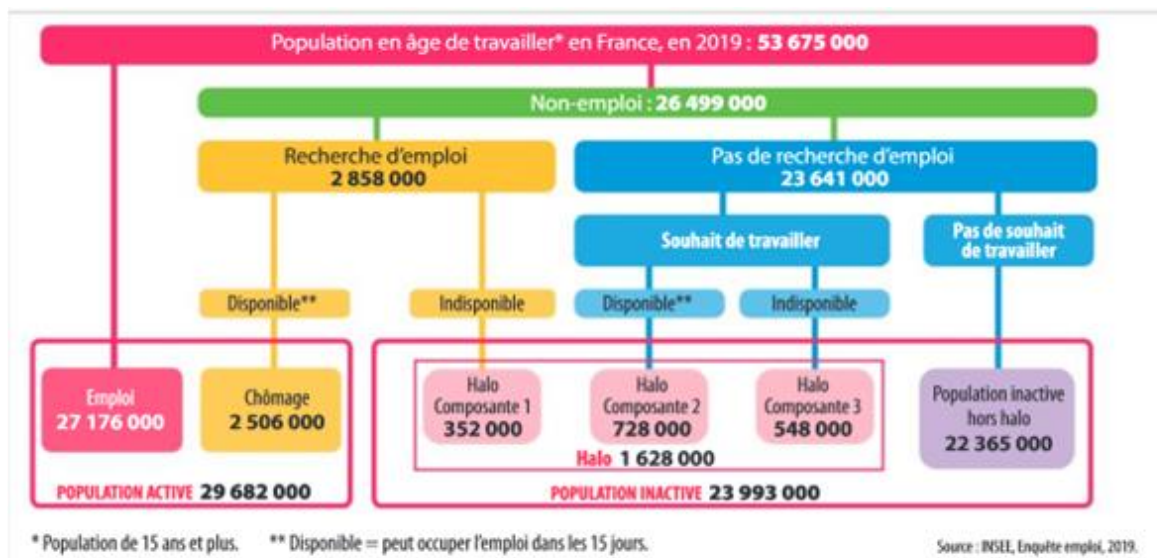 Population en âge de travailler* en France, en 2019 : 53 675 000
Non-emploi : 26 499 000
Recherche d'emploi
2 858 000
Pas de recherche d'emploi
23 641 000
Souhait de travailler
Pas de souhait
de travailler
Disponible**
Indisponible
Disponible**
Indisponible
Emploi
27 176 000
Chômage
2 506 000
Halo
Composante 1
352 000
Halo
Composante 2
728 000
Halo
Composante 3
548 000
Population inactive
hors halo
22 365 000
Halo 1 628 000
POPULATION ACTIVE 29 682 000
POPULATION INACTIVE 23 993 000
* Population de 15 ans et plus.
** Disponible = peut occuper l'emploi dans les 15 jours.
Source : INSEE, Enquête emploi, 2019.